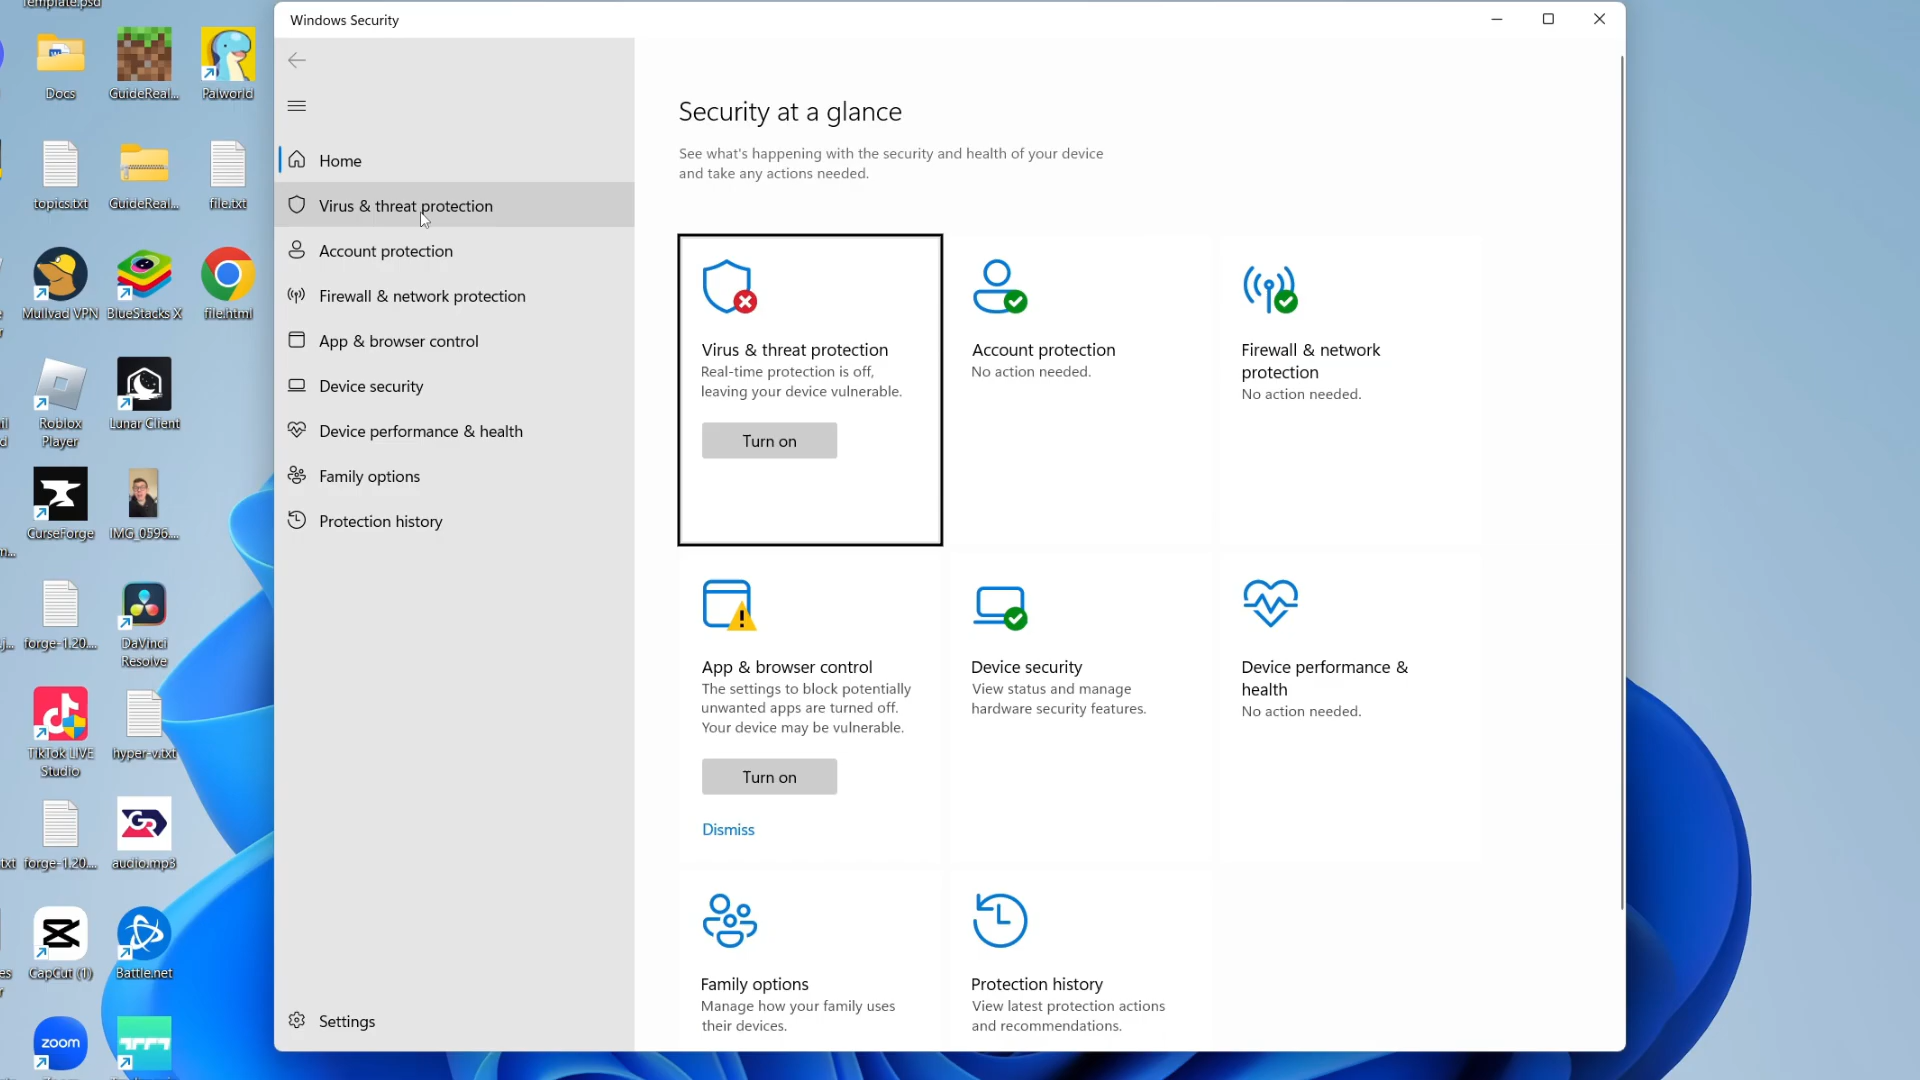 Template.psd
Docs
GuideReal...
Palworld
topics.txt
GuideReal...
file.txt
Mullvad VPN
BlueStacks X
file.html
Roblox
Player
Lunar Client
CurseForge
IMG_0596....
forge-1.20....
DaVinci
Resolve
TikTok LIVE
Studio
hyper-v.txt
forge-1.20....
audio.mp3
CapCut (1)
Battle.net
zoom
Windows Security
Home
Virus & threat protection
Account protection
Firewall & network protection
App & browser control
Device security
Device performance & health
Family options
Protection history
Settings
Security at a glance
See what's happening with the security and health of your device
and take any actions needed.
Virus & threat protection
Real-time protection is off,
leaving your device vulnerable.
Turn on
Account protection
No action needed.
Firewall & network
protection
No action needed.
App & browser control
The settings to block potentially
unwanted apps are turned off.
Your device may be vulnerable.
Turn on
Dismiss
Device security
View status and manage
hardware security features.
Device performance &
health
No action needed.
Family options
Manage how your family uses
their devices.
Protection history
View latest protection actions
and recommendations.